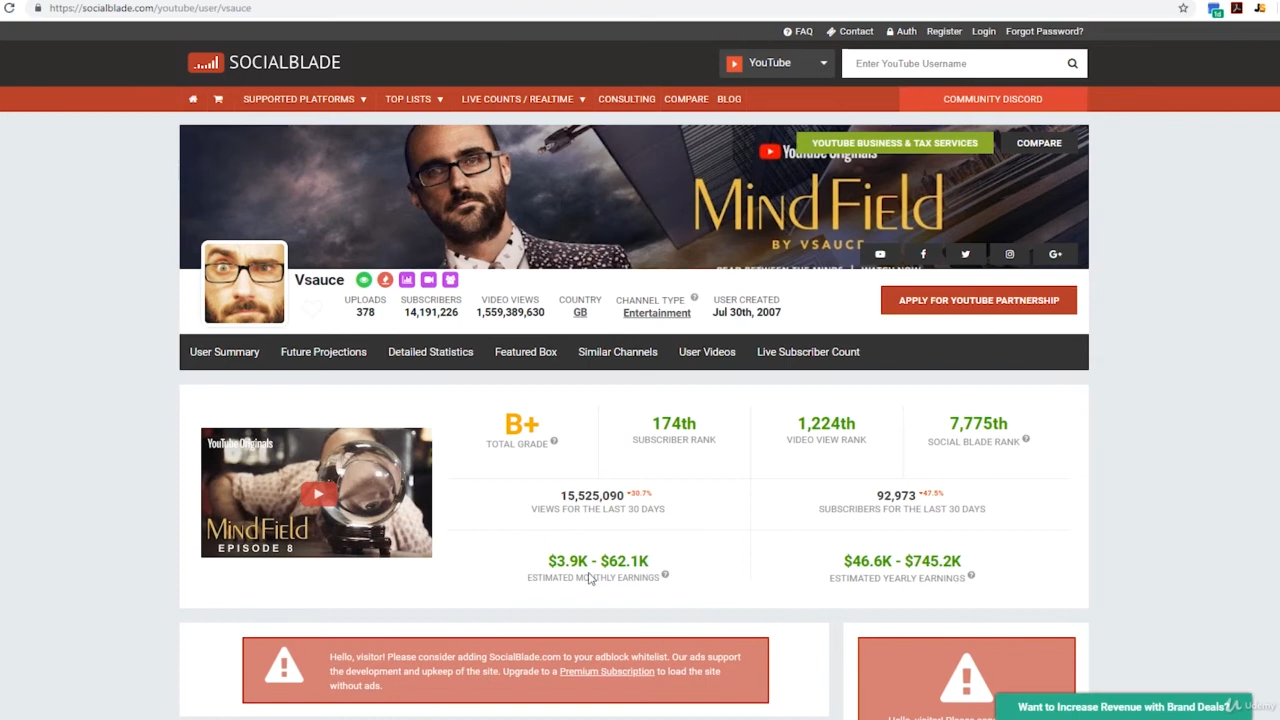 https://socialblade.com/youtube/user/vsauce
FAQ Contact Auth Register Login Forgot Password?
SOCIALBLADE
YouTube
Enter YouTube Username
SUPPORTED PLATFORMS TOP LISTS LIVE COUNTS / REALTIME CONSULTING COMPARE BLOG
COMMUNITY DISCORD
YOUTUBE BUSINESS & TAX SERVICES
COMPARE
YouTube Originals
MIND FIELD
BY VSAUCE
Vsauce
UPLOADS
378
SUBSCRIBERS
14,191,226
VIDEO VIEWS
1,559,389,630
COUNTRY
GB
CHANNEL TYPE
Entertainment
USER CREATED
Jul 30th, 2007
APPLY FOR YOUTUBE PARTNERSHIP
User Summary Future Projections Detailed Statistics Featured Box Similar Channels User Videos Live Subscriber Count
YouTube Originals
MIND FIELD
EPISODE 8
B+
TOTAL GRADE
174th
SUBSCRIBER RANK
1,224th
VIDEO VIEW RANK
7,775th
SOCIAL BLADE RANK
15,525,090 -30.7%
VIEWS FOR THE LAST 30 DAYS
92,973 -47.5%
SUBSCRIBERS FOR THE LAST 30 DAYS
$3.9K - $62.1K
ESTIMATED MONTHLY EARNINGS
$46.6K - $745.2K
ESTIMATED YEARLY EARNINGS
Hello, visitor! Please consider adding SocialBlade.com to your adblock whitelist. Our ads support
the development and upkeep of the site. Upgrade to a Premium Subscription to load the site
without ads.
Want to Increase Revenue with Brand Deals?
Udemy